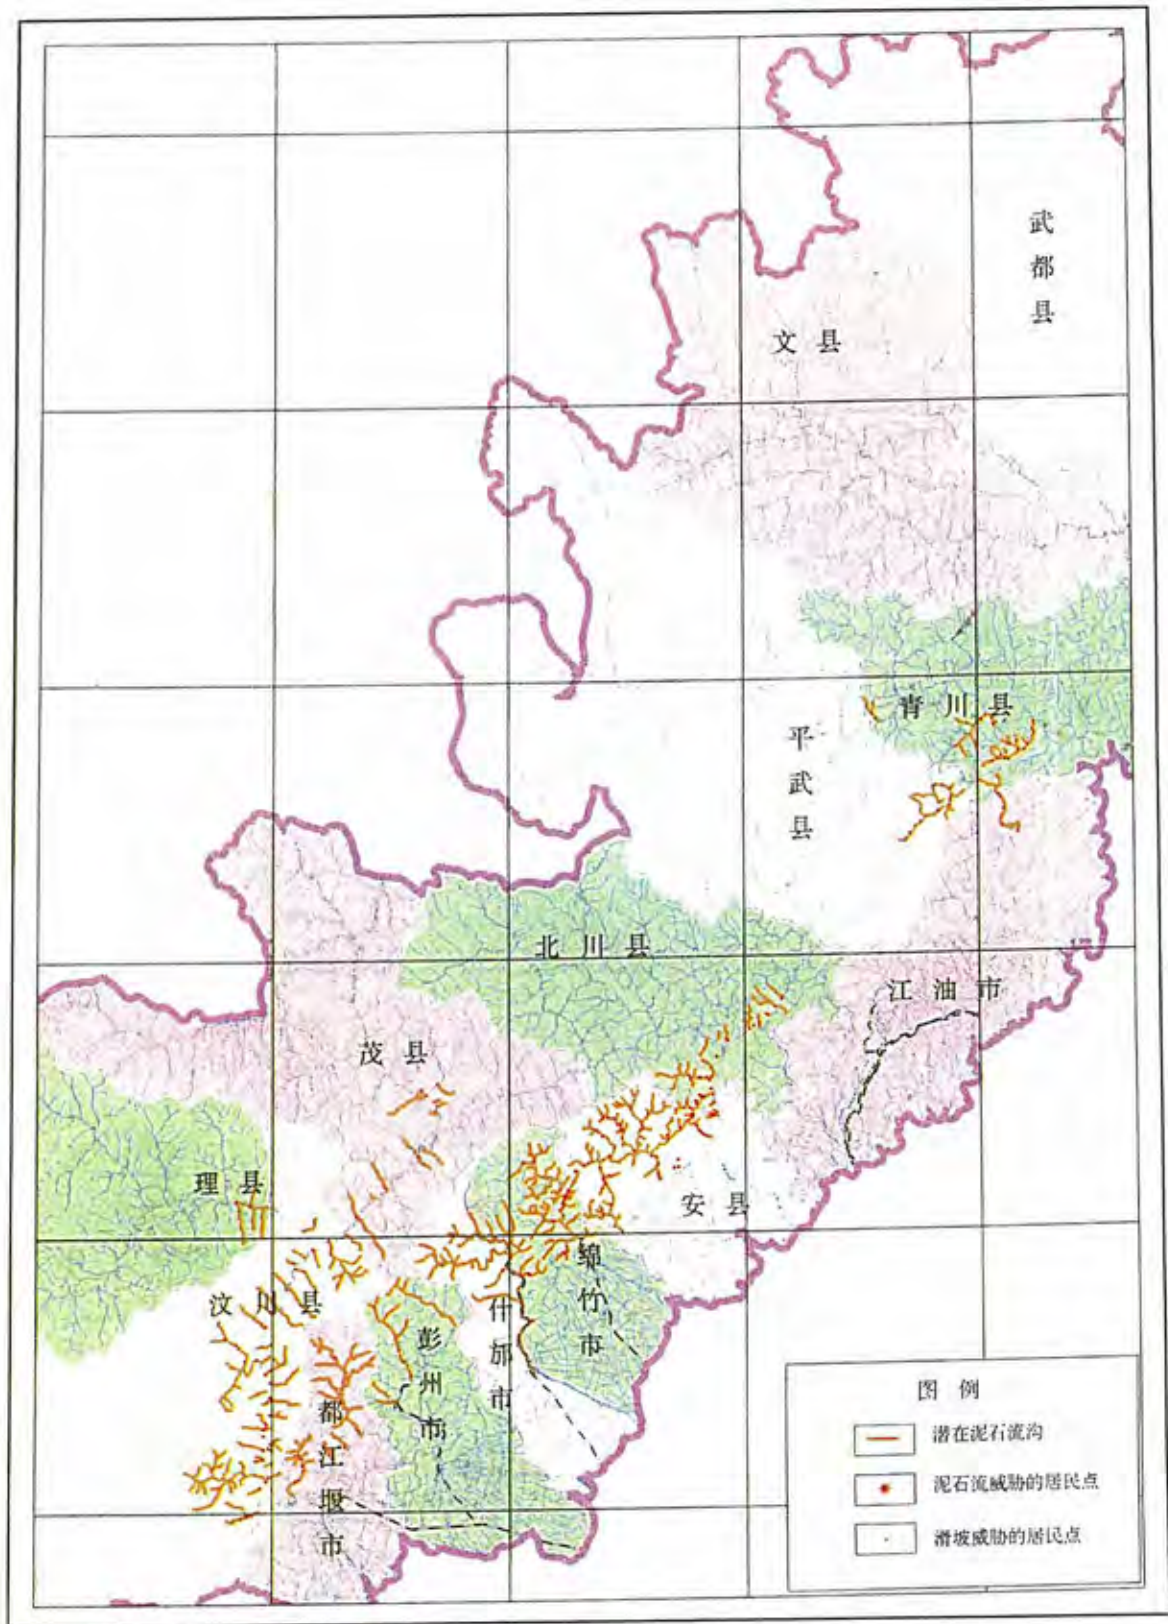 武都县
文县
青川县
平武县
北川县
江油市
茂县
理县
安县
绵竹市
汶川县
什邡市
彭州市
都江堰市
图例
潜在泥石流沟
泥石流威胁的居民点
滑坡威胁的居民点